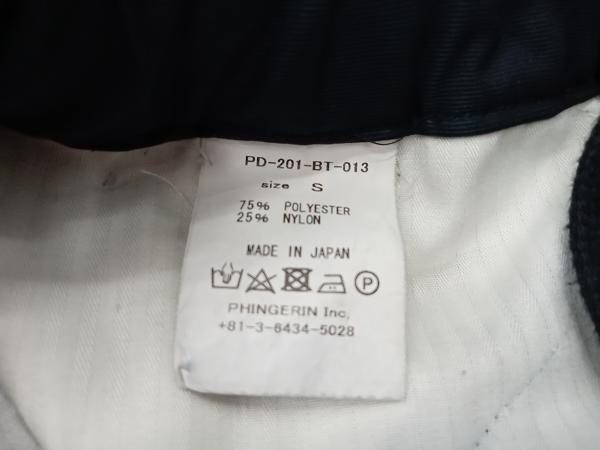 PD-201-BT-013
size S
75% POLYESTER
25% NYLON
MADE IN JAPAN
P
PHINGERIN Inc,
+81-3-6434-5028